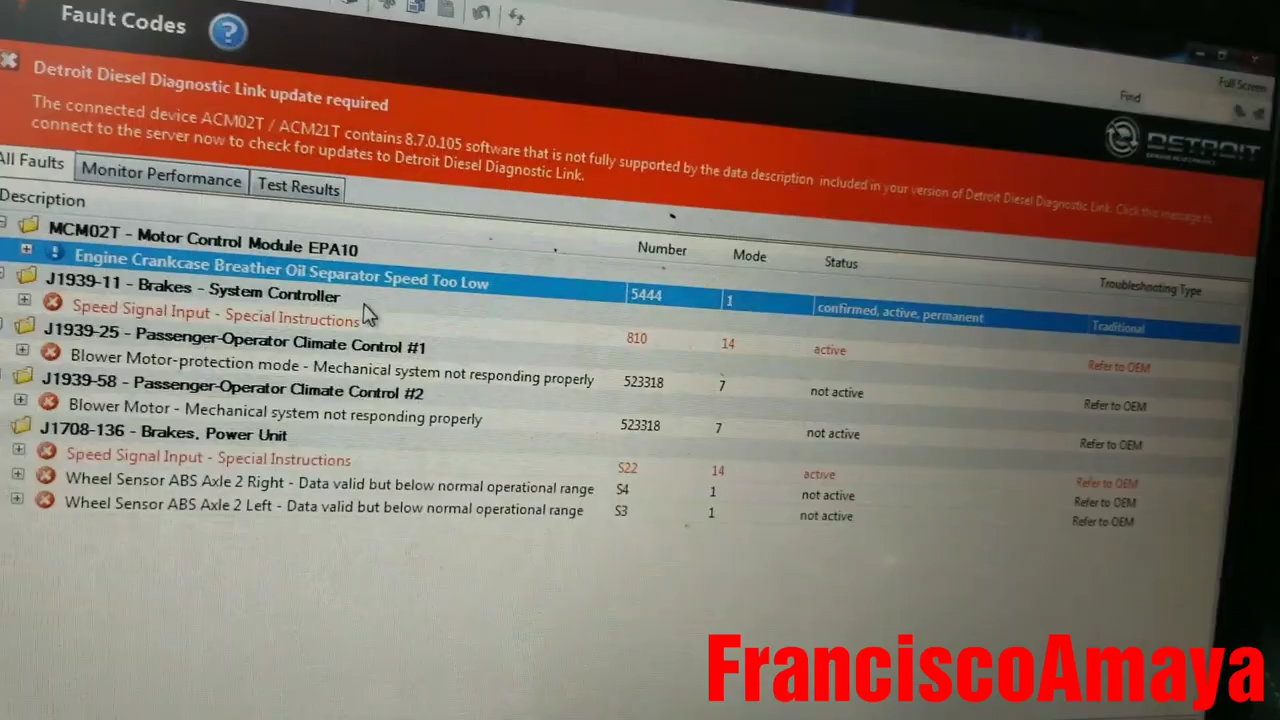 Fault Codes
?
Full Screen
Find
DETROIT
Detroit Diesel Diagnostic Link update required
The connected device ACM02T / ACM21T contains 8.7.0.105 software that is not fully supported by the data description included in your version of Detroit Diesel Diagnostic Link. Click this message to
connect to the server now to check for updates to Detroit Diesel Diagnostic Link.
All Faults Monitor Performance Test Results
Description Number Mode Status Troubleshooting Type
MCM02T - Motor Control Module EPA10
Engine Crankcase Breather Oil Separator Speed Too Low 5444 1 confirmed, active, permanent Traditional
J1939-11 - Brakes - System Controller
Speed Signal Input - Special Instructions 810 14 active Refer to OEM
J1939-25 - Passenger-Operator Climate Control #1
Blower Motor-protection mode - Mechanical system not responding properly 523318 7 not active Refer to OEM
J1939-58 - Passenger-Operator Climate Control #2
Blower Motor - Mechanical system not responding properly 523318 7 not active Refer to OEM
J1708-136 - Brakes, Power Unit
Speed Signal Input - Special Instructions S22 14 active Refer to OEM
Wheel Sensor ABS Axle 2 Right - Data valid but below normal operational range S4 1 not active Refer to OEM
Wheel Sensor ABS Axle 2 Left - Data valid but below normal operational range S3 1 not active Refer to OEM
FranciscoAmaya